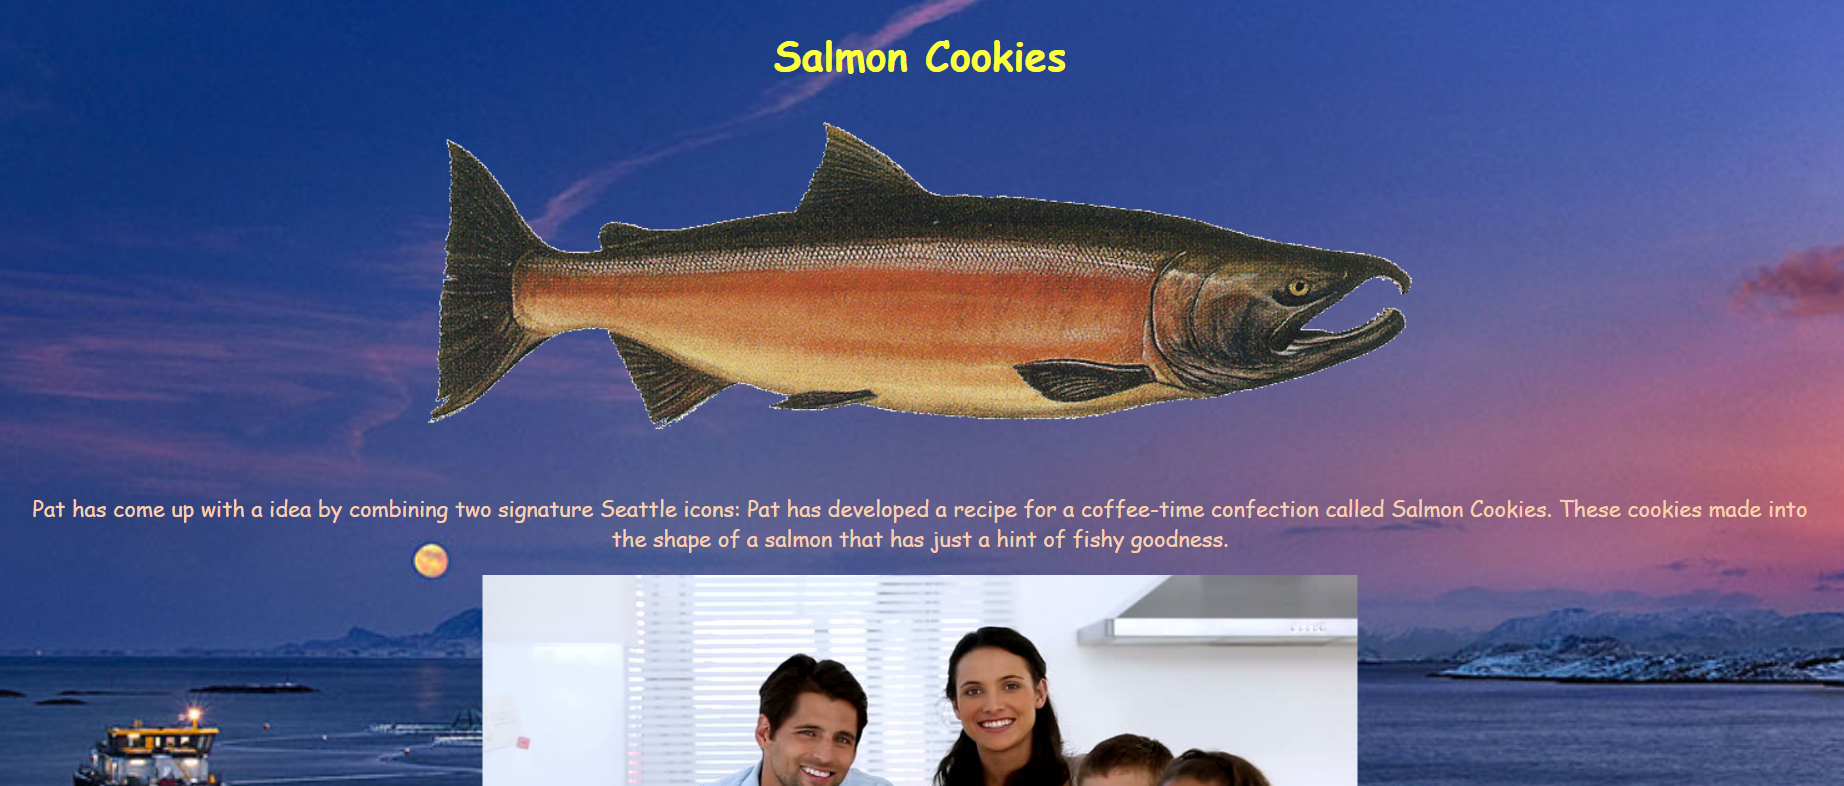 Salmon Cookies
Pat has come up with a idea by combining two signature Seattle icons: Pat has developed a recipe for a coffee-time confection called Salmon Cookies. These cookies made into
the shape of a salmon that has just a hint of fishy goodness.